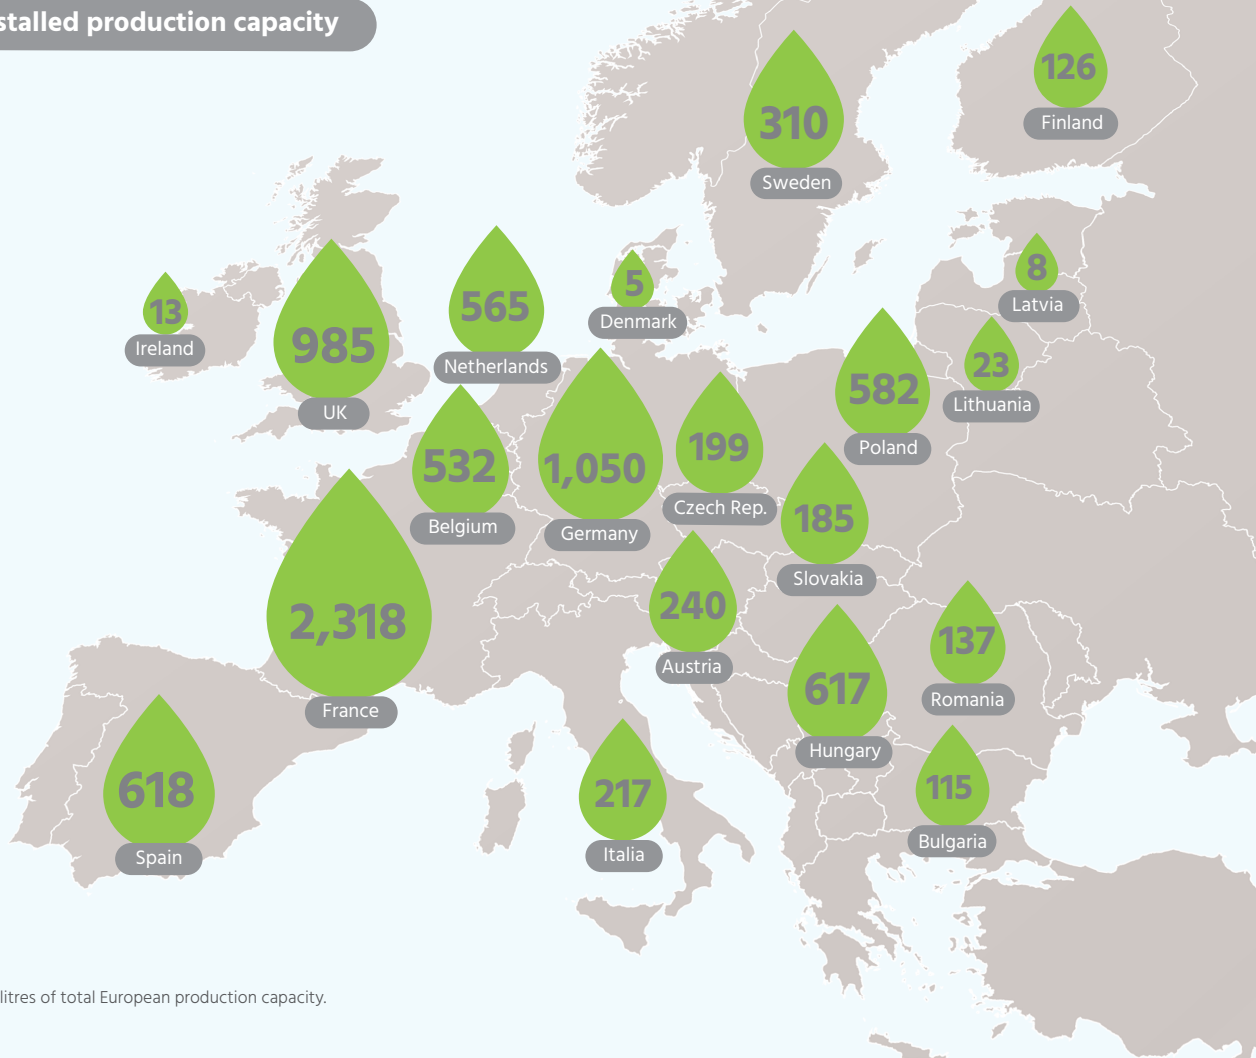 stalled production capacity
126
Finland
310
Sweden
8
Latvia
13
Ireland
985
UK
565
Netherlands
5
Denmark
23
Lithuania
582
Poland
532
Belgium
1,050
Germany
199
Czech Rep.
185
Slovakia
2,318
France
240
Austria
137
Romania
617
Hungary
618
Spain
217
Italia
115
Bulgaria
litres of total European production capacity.